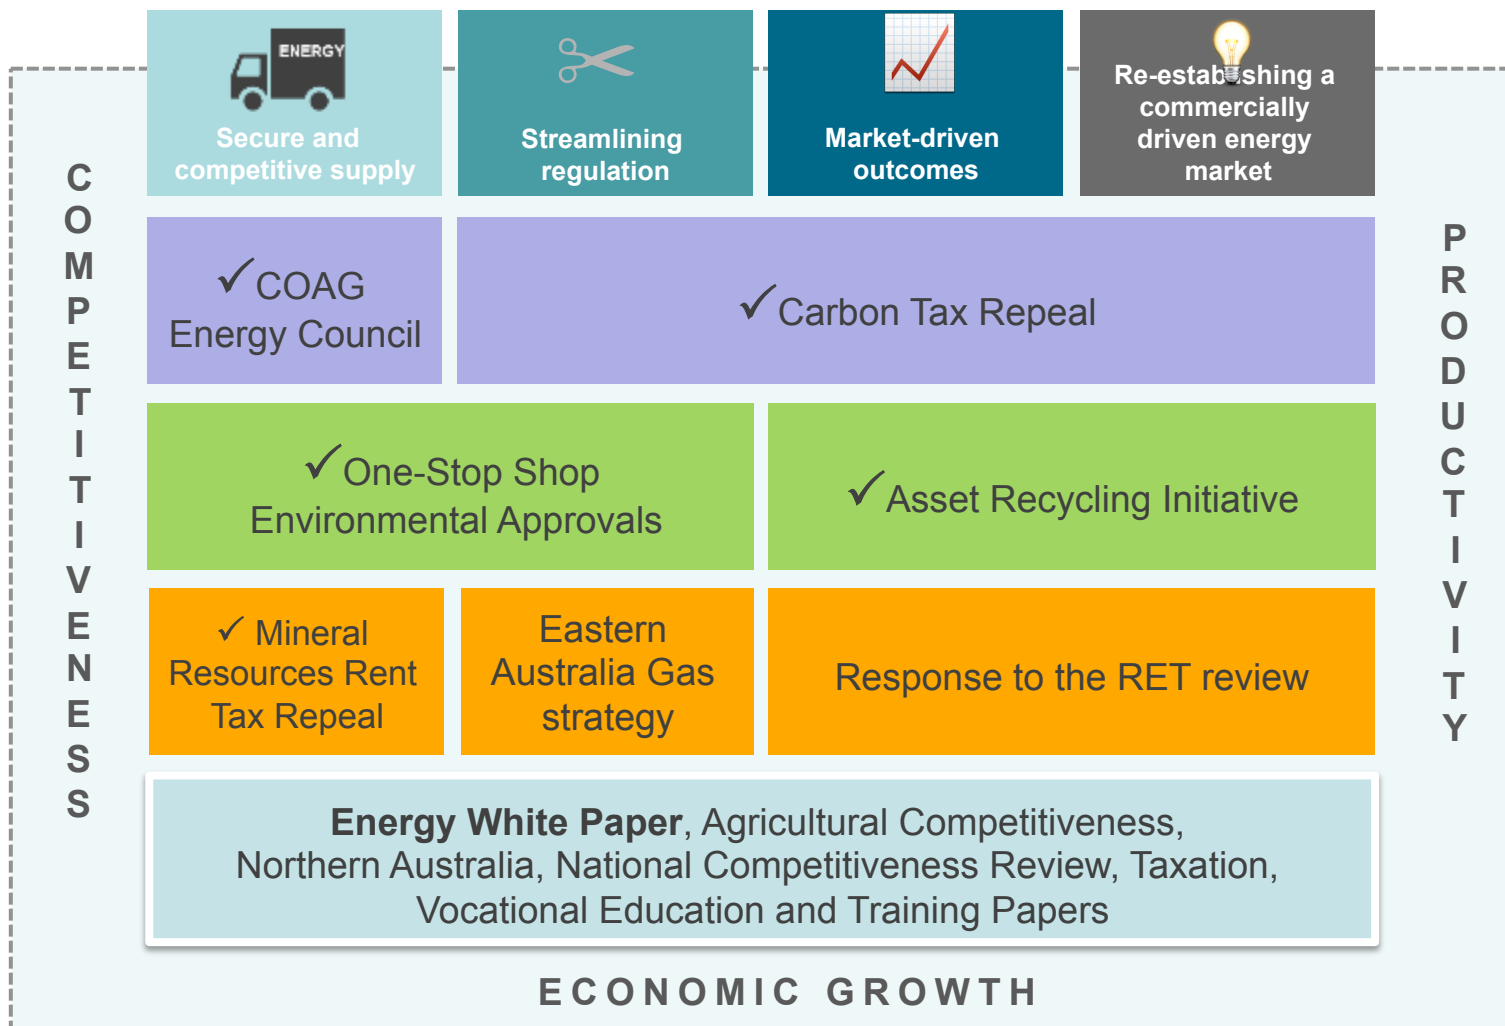 ENERGY
Secure and
competitive supply
Streamlining
regulation
Market-driven
outcomes
Re-establishing a
commercially
driven energy
market
COMPETITIVENESS
✓COAG
Energy Council
✓Carbon Tax Repeal
✓One-Stop Shop
Environmental Approvals
✓Asset Recycling Initiative
✓ Mineral
Resources Rent
Tax Repeal
Eastern
Australia Gas
strategy
Response to the RET review
PRODUCTIVITY
Energy White Paper, Agricultural Competitiveness,
Northern Australia, National Competitiveness Review, Taxation,
Vocational Education and Training Papers
ECONOMIC GROWTH